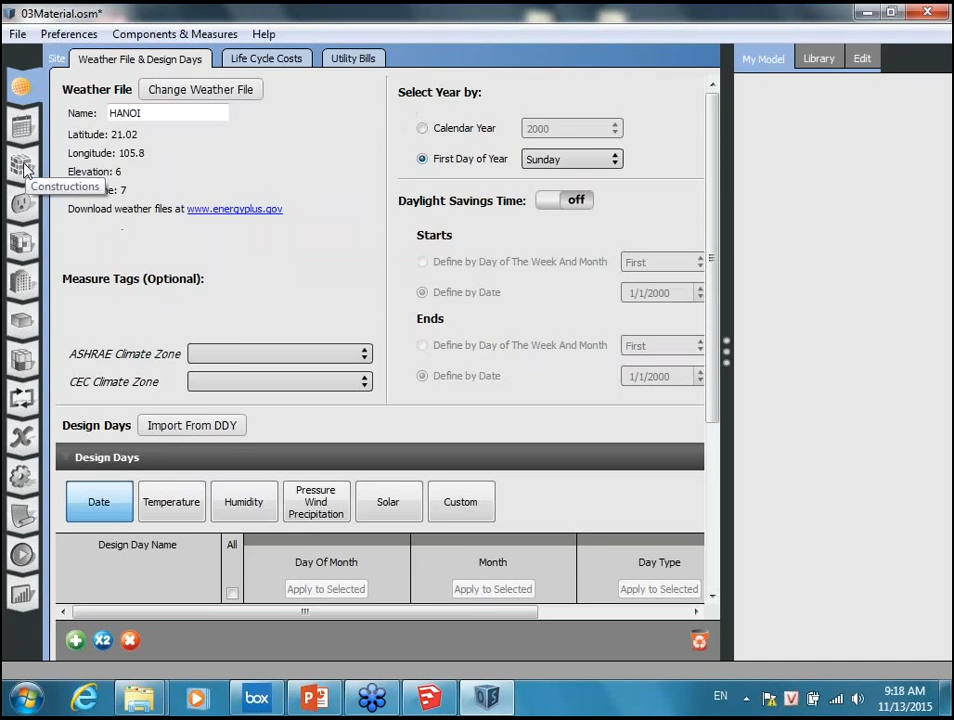 03Material.osm*
File Preferences Components & Measures Help
Site Weather File & Design Days Life Cycle Costs Utility Bills My Model Library Edit
Weather File Change Weather File
Name: HANOI
Latitude: 21.02
Longitude: 105.8
Elevation: 6
Constructions
7
Download weather files at www.energyplus.gov
Measure Tags (Optional):
ASHRAE Climate Zone
CEC Climate Zone
Select Year by:
Calendar Year 2000
First Day of Year Sunday
Daylight Savings Time: off
Starts
Define by Day of The Week And Month First
Define by Date 1/1/2000
Ends
Define by Day of The Week And Month First
Define by Date 1/1/2000
Design Days Import From DDY
Design Days
Date Temperature Humidity Pressure Wind Precipitation Solar Custom
Design Day Name All Day Of Month Month Day Type
Apply to Selected Apply to Selected Apply to Selected
X2
box
EN
9:18 AM
11/13/2015